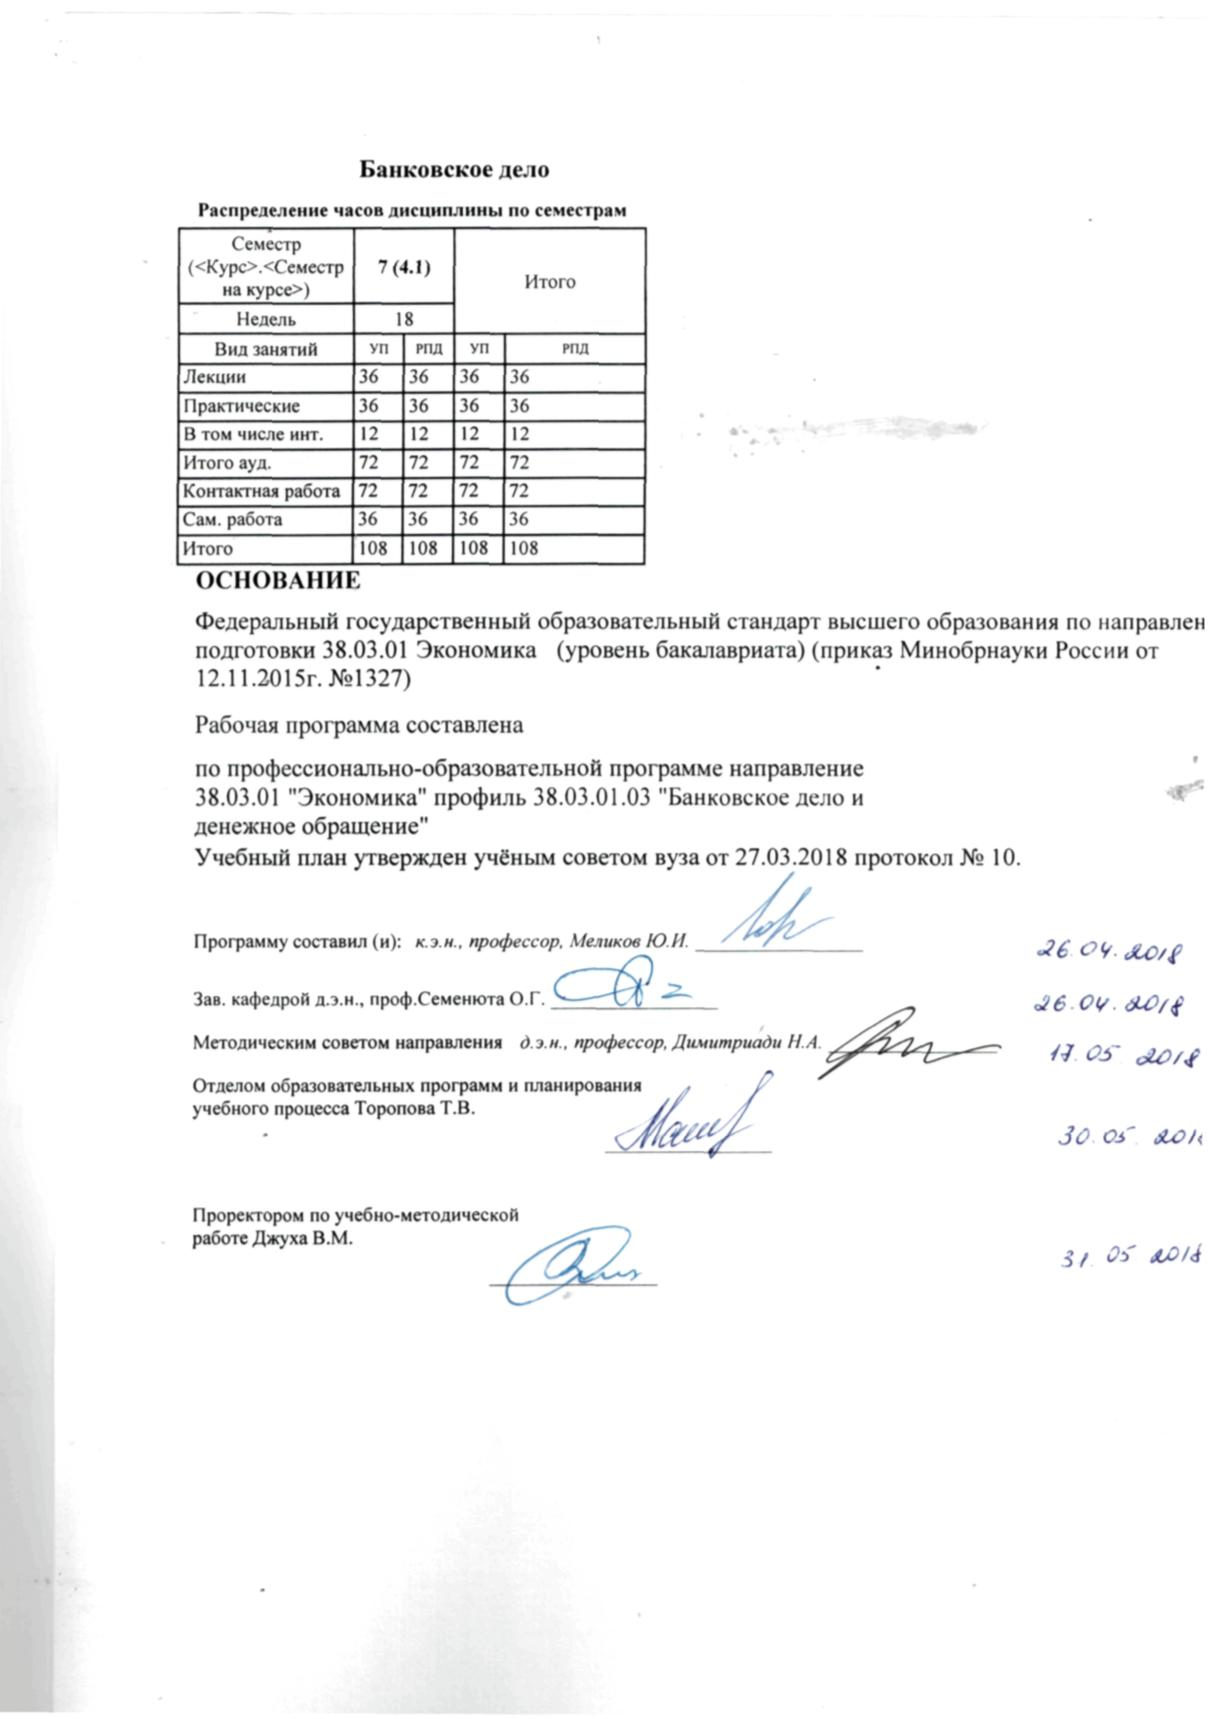 Банковское дело
Распределение часов дисциплины по семестрам
Семестр
(<Курс>.<Семестр
на курсе>)
7 (4.1)
Итого
Недель 18
Вид занятий УП РПД УП РПД
Лекции 36 36 36 36
Практические 36 36 36 36
В том числе инт. 12 12 12 12
Итого ауд. 72 72 72 72
Контактная работа 72 72 72 72
Сам. работа 36 36 36 36
Итого 108 108 108 108
ОСНОВАНИЕ
Федеральный государственный образовательный стандарт высшего образования по направлен
подготовки 38.03.01 Экономика (уровень бакалавриата) (приказ Минобрнауки России от
12.11.2015г. №1327)
Рабочая программа составлена
по профессионально-образовательной программе направление
38.03.01 "Экономика" профиль 38.03.01.03 "Банковское дело и
денежное обращение"
Учебный план утвержден учёным советом вуза от 27.03.2018 протокол № 10.
Программу составил (и): к.э.н., профессор, Меликов Ю.И. 26.04.2018
Зав. кафедрой д.э.н., проф.Семенюта О.Г. 26.04.2018
Методическим советом направления д.э.н., профессор, Димитриади Н.А. 17.05 2018
Отделом образовательных программ и планирования
учебного процесса Торопова Т.В.
30.05. 201
Проректором по учебно-методической
работе Джуха В.М.
31. 05 2018